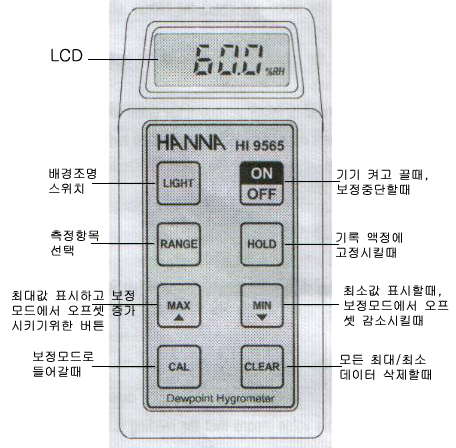 LCD
60.0 %RH
HANNA HI 9565
배경조명
스위치
LIGHT
ON
OFF
기기 켜고 끌때,
보정중단할때
측정항목
선택
RANGE
HOLD
기록 액정에
고정시킬때
최대값 표시하고 보정
모드에서 오프셋 증가
시키기위한 버튼
MAX
MIN
최소값 표시할때,
보정모드에서 오프
셋 감소시킬때
보정모드로
들어갈때
CAL
CLEAR
모든 최대/최소
데이터 삭제할때
Dewpoint Hygrometer